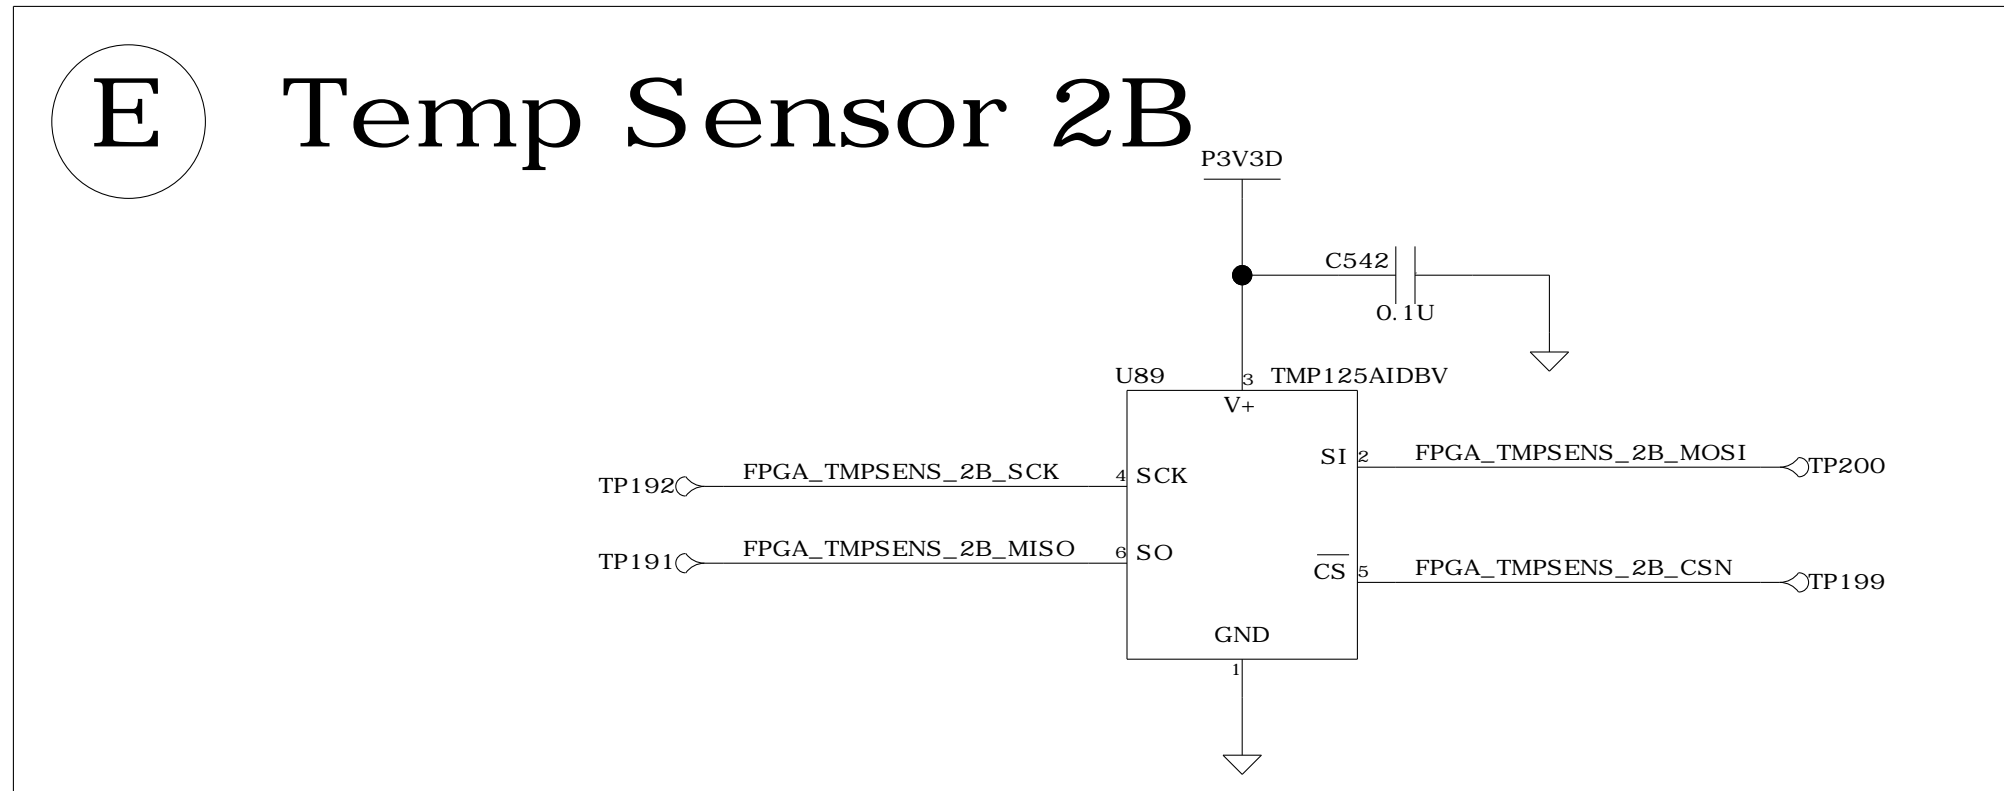 E Temp Sensor 2B
P3V3D
C542
0.1U
U89 3 TMP125AIDBV
V+
FPGA_TMPSENS_2B_MOSI
SI 2
TP200
FPGA_TMPSENS_2B_SCK
TP192
4 SCK
FPGA_TMPSENS_2B_MISO
TP191
6 SO
FPGA_TMPSENS_2B_CSN
CS 5
TP199
GND
1